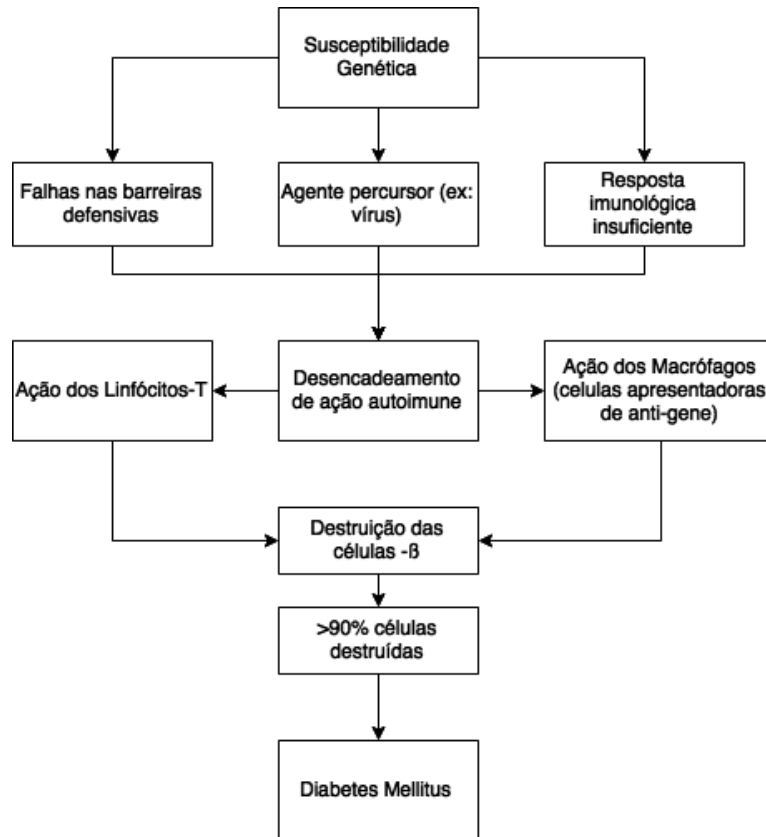 Susceptibilidade
Genética
Falhas nas barreiras
defensivas
Agente percursor (ex:
vírus)
Resposta
imunológica
insuficiente
Ação dos Linfócitos-T
Desencadeamento
de ação autoimune
Ação dos Macrófagos
(celulas apresentadoras
de anti-gene)
Destruição das
células -ß
>90% células
destruídas
Diabetes Mellitus